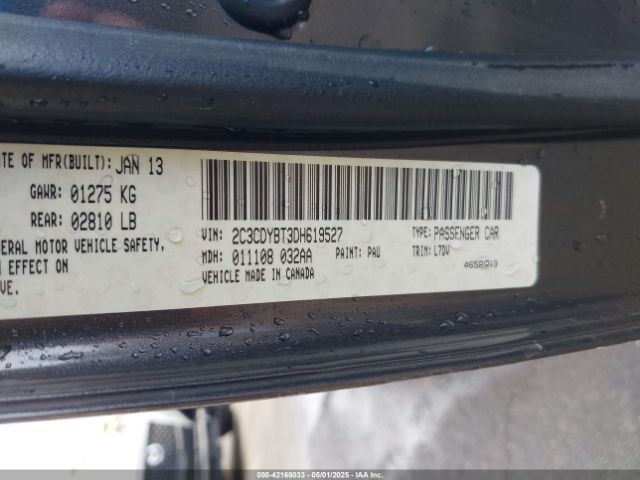 TE OF MFR(BUILT): JAN 13
GAWR: 01275 KG
REAR: 02810 LB
ERAL MOTOR VEHICLE SAFETY,
EFFECT ON
VE.
VIN: 2C3CDYBT3DH619527 TYPE: PASSENGER CAR
MDH: 011108 032AA PAINT: PAU TRIM: L7DV
VEHICLE MADE IN CANADA
000-42168033 — 05/01/2025 — IAA Inc.